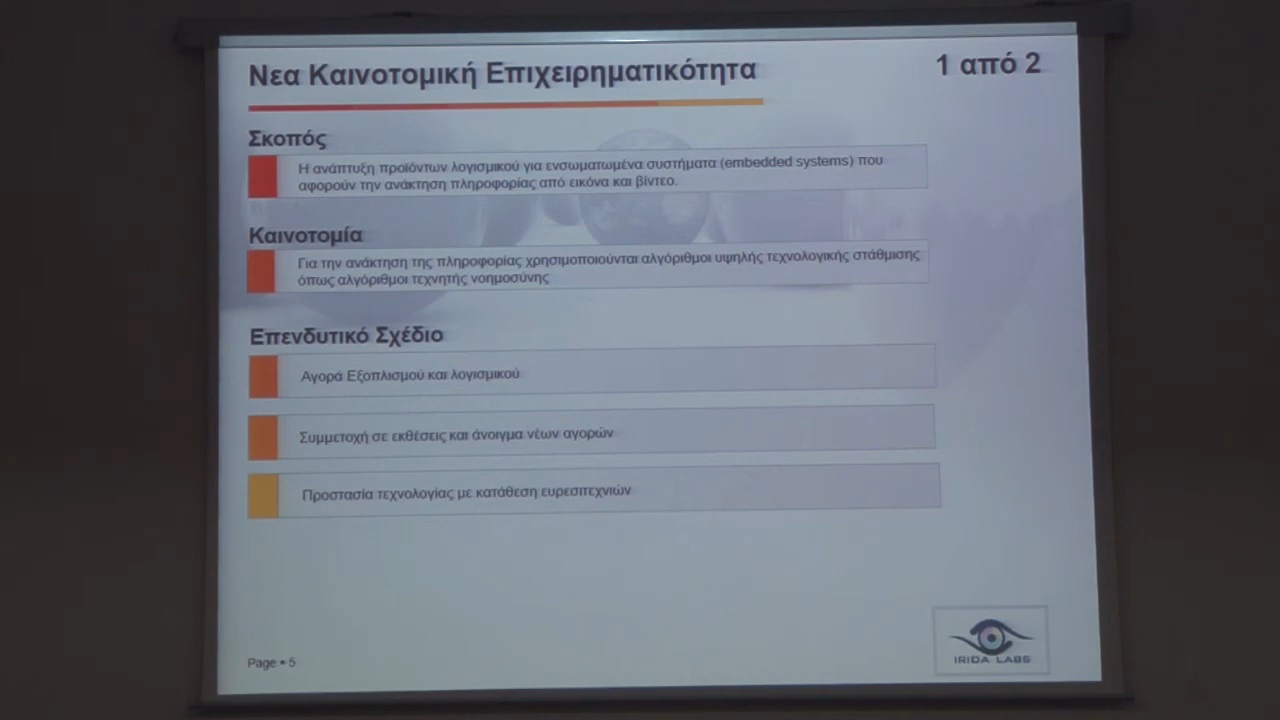 Νεα Καινοτομική Επιχειρηματικότητα
1 από 2
Σκοπός
Η ανάπτυξη προϊόντων λογισμικού για ενσωματωμένα συστήματα (embedded systems) που
αφορούν την ανάκτηση πληροφορίας από εικόνα και βίντεο.
Καινοτομία
Για την ανάκτηση της πληροφορίας χρησιμοποιούνται αλγόριθμοι υψηλής τεχνολογικής στάθμισης
όπως αλγόριθμοι τεχνητής νοημοσύνης
Επενδυτικό Σχέδιο
Αγορά Εξοπλισμού και λογισμικού
Συμμετοχή σε εκθέσεις και άνοιγμα νέων αγορών
Προστασία τεχνολογίας με κατάθεση ευρεσιτεχνιών
Page ▪ 5
IRIDA LABS